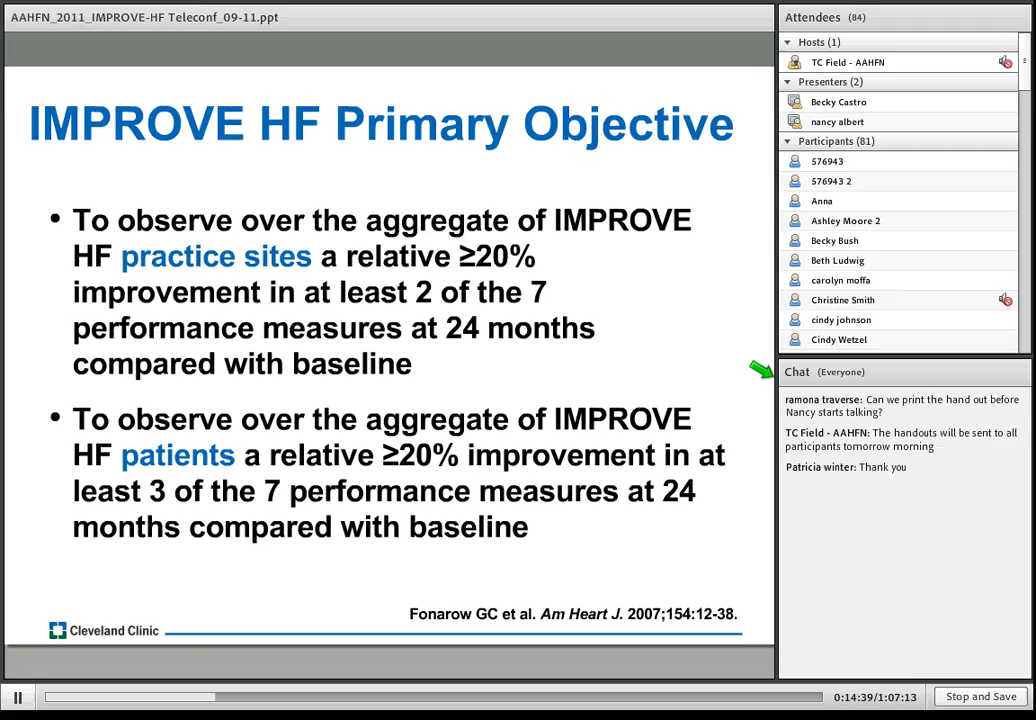 AAHFN_2011_IMPROVE-HF Teleconf_09-11.ppt
IMPROVE HF Primary Objective
• To observe over the aggregate of IMPROVE
HF practice sites a relative ≥20%
improvement in at least 2 of the 7
performance measures at 24 months
compared with baseline
• To observe over the aggregate of IMPROVE
HF patients a relative ≥20% improvement in at
least 3 of the 7 performance measures at 24
months compared with baseline
Fonarow GC et al. Am Heart J. 2007;154:12-38.
Cleveland Clinic
Attendees (84)
Hosts (1)
TC Field - AAHFN
Presenters (2)
Becky Castro
nancy albert
Participants (81)
576943
576943 2
Anna
Ashley Moore 2
Becky Bush
Beth Ludwig
carolyn moffa
Christine Smith
cindy johnson
Cindy Wetzel
Chat (Everyone)
ramona traverse: Can we print the hand out before
Nancy starts talking?
TC Field - AAHFN: The handouts will be sent to all
participants tomorrow morning
Patricia winter: Thank you
0:14:39/1:07:13
Stop and Save